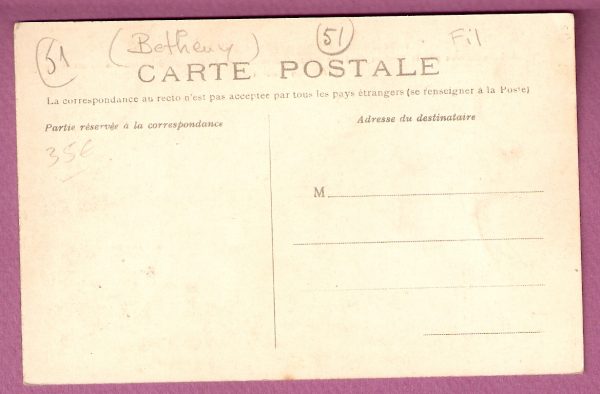 51 (Betheny) 51 Fil
CARTE POSTALE
La correspondance au recto n'est pas acceptée par tous les pays étrangers (se renseigner à la Poste)
Partie réservée à la correspondance
Adresse du destinataire
35€
M